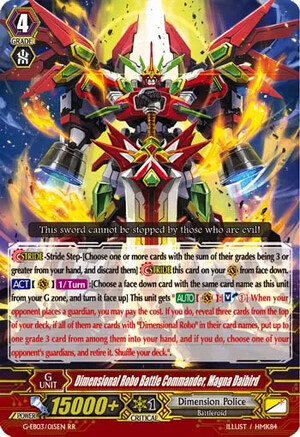 4
GRADE
This sword cannot be stopped by those who are evil!
STRIDE-Stride Step-[Choose one or more cards with the sum of their grades being 3 or
greater from your hand, and discard them] STRIDE this card on your from face down.
ACT 1/Turn :[Choose a face down card with the same card name as this unit
from your G zone, and turn it face up] This unit gets " AUTO : When your
opponent places a guardian, you may pay the cost. If you do, reveal three cards from the top
of your deck, if all of them are cards with "Dimensional Robo" in their card names, put up to
one grade 3 card from among them into your hand, and if you do, choose one of your
opponent's guardians, and retire it. Shuffle your deck.".
G
UNIT
Dimensional Robo Battle Commander, Magna Daibird
POWER
15000+
1
CRITICAL
Dimension Police
Battleroid
G-EB03/015EN RR
ILLUST / HMK84